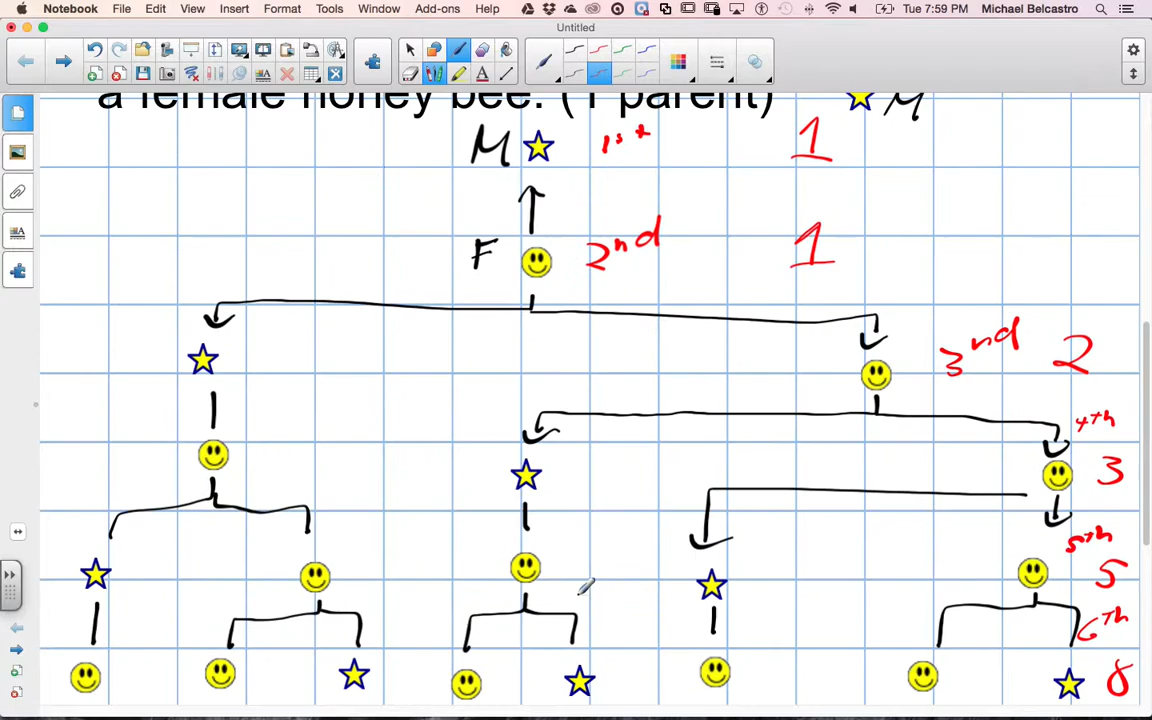 Notebook File Edit View Insert Format Tools Window Add-ons Help Tue 7:59 PM Michael Belcastro
Untitled
a female honey bee. (1 parent) M
M 1st 1
F 2nd 1
3nd 2
4th
3
5th
5
6th
8